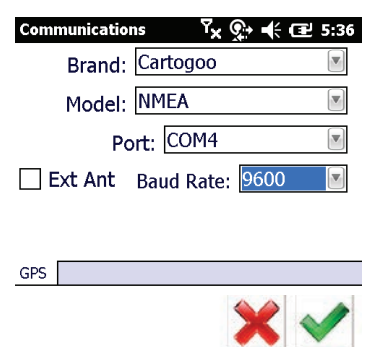 Communications 5:36
Brand: Cartogoo
Model: NMEA
Port: COM4
Ext Ant Baud Rate: 9600
GPS